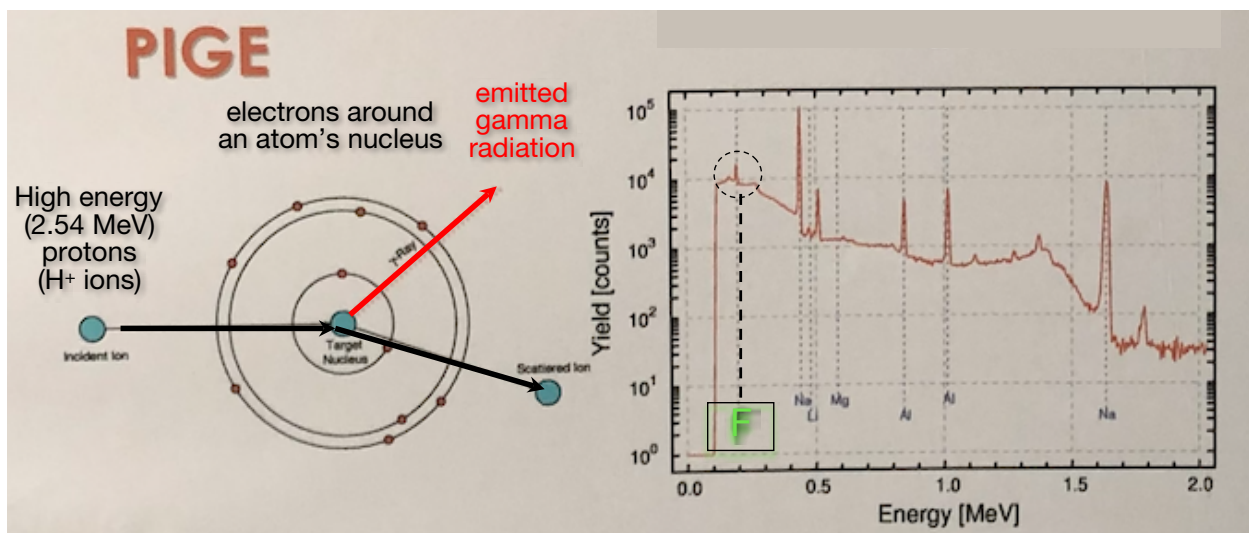 PIGE
electrons around
an atom's nucleus
emitted
gamma
radiation
High energy
(2.54 MeV)
protons
(H+ ions)
γ-Ray
Incident Ion
Target
Nucleus
Scattered Ion
Yield [counts]
10⁵
10⁴
10³
10²
10¹
10⁰
Na
Li
Mg
Al
Al
Na
F
0.0
0.5
1.0
1.5
2.0
Energy [MeV]